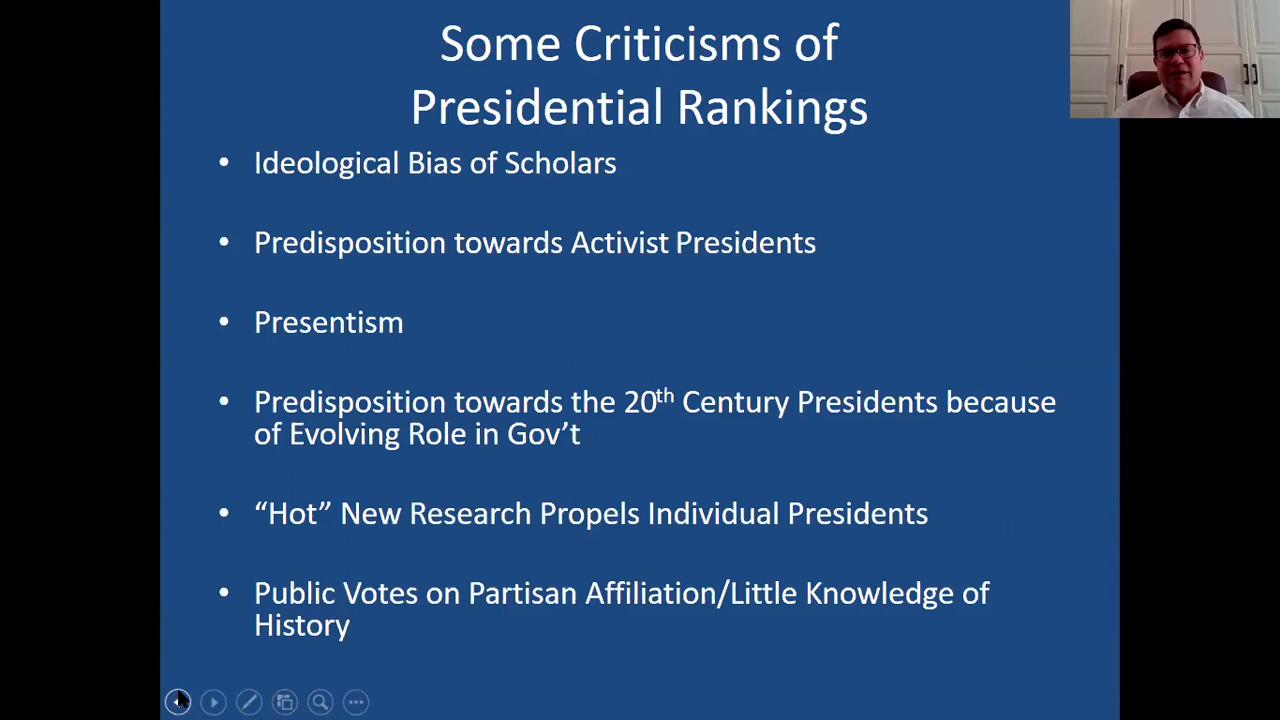 Some Criticisms of
Presidential Rankings
• Ideological Bias of Scholars
• Predisposition towards Activist Presidents
• Presentism
• Predisposition towards the 20th Century Presidents because
of Evolving Role in Gov’t
• “Hot” New Research Propels Individual Presidents
• Public Votes on Partisan Affiliation/Little Knowledge of
History